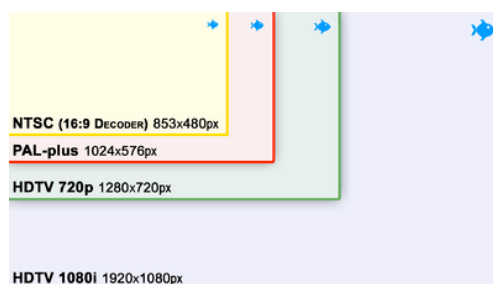 NTSC (16:9 DECODER) 853x480px
PAL-plus 1024x576px
HDTV 720p 1280x720px
HDTV 1080i 1920x1080px